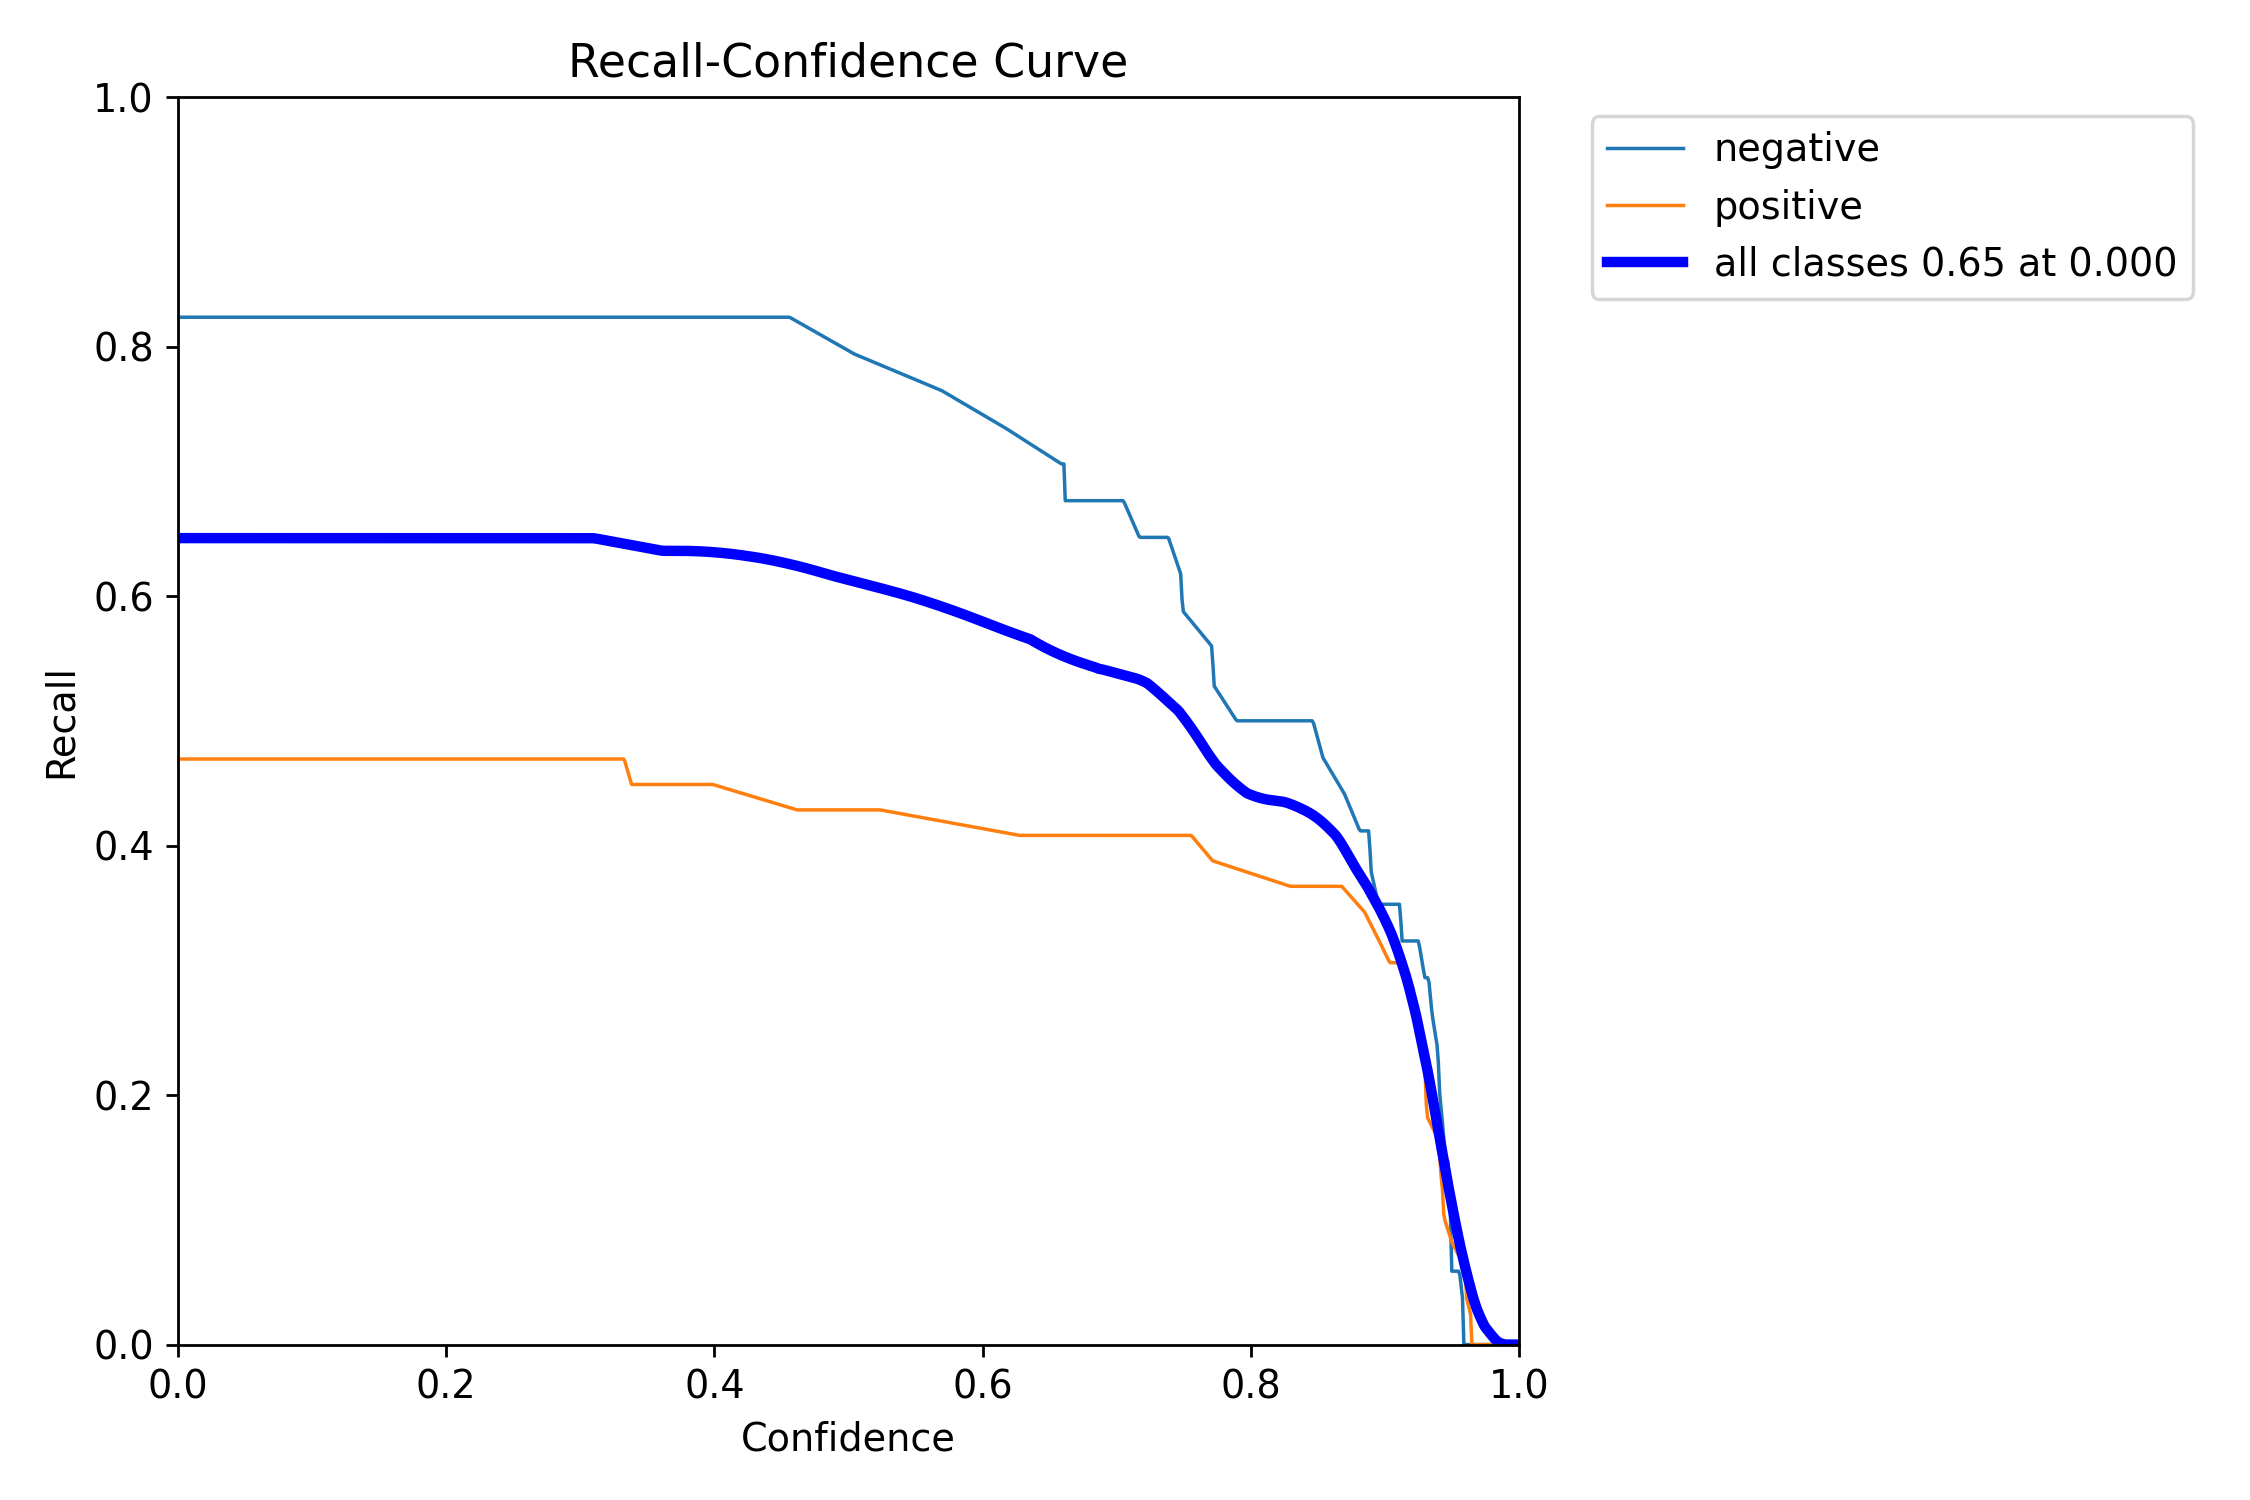 Recall-Confidence Curve
1.0
0.8
0.6
0.4
0.2
0.0
Recall
0.0 0.2 0.4 0.6 0.8 1.0
Confidence
negative
positive
all classes 0.65 at 0.000